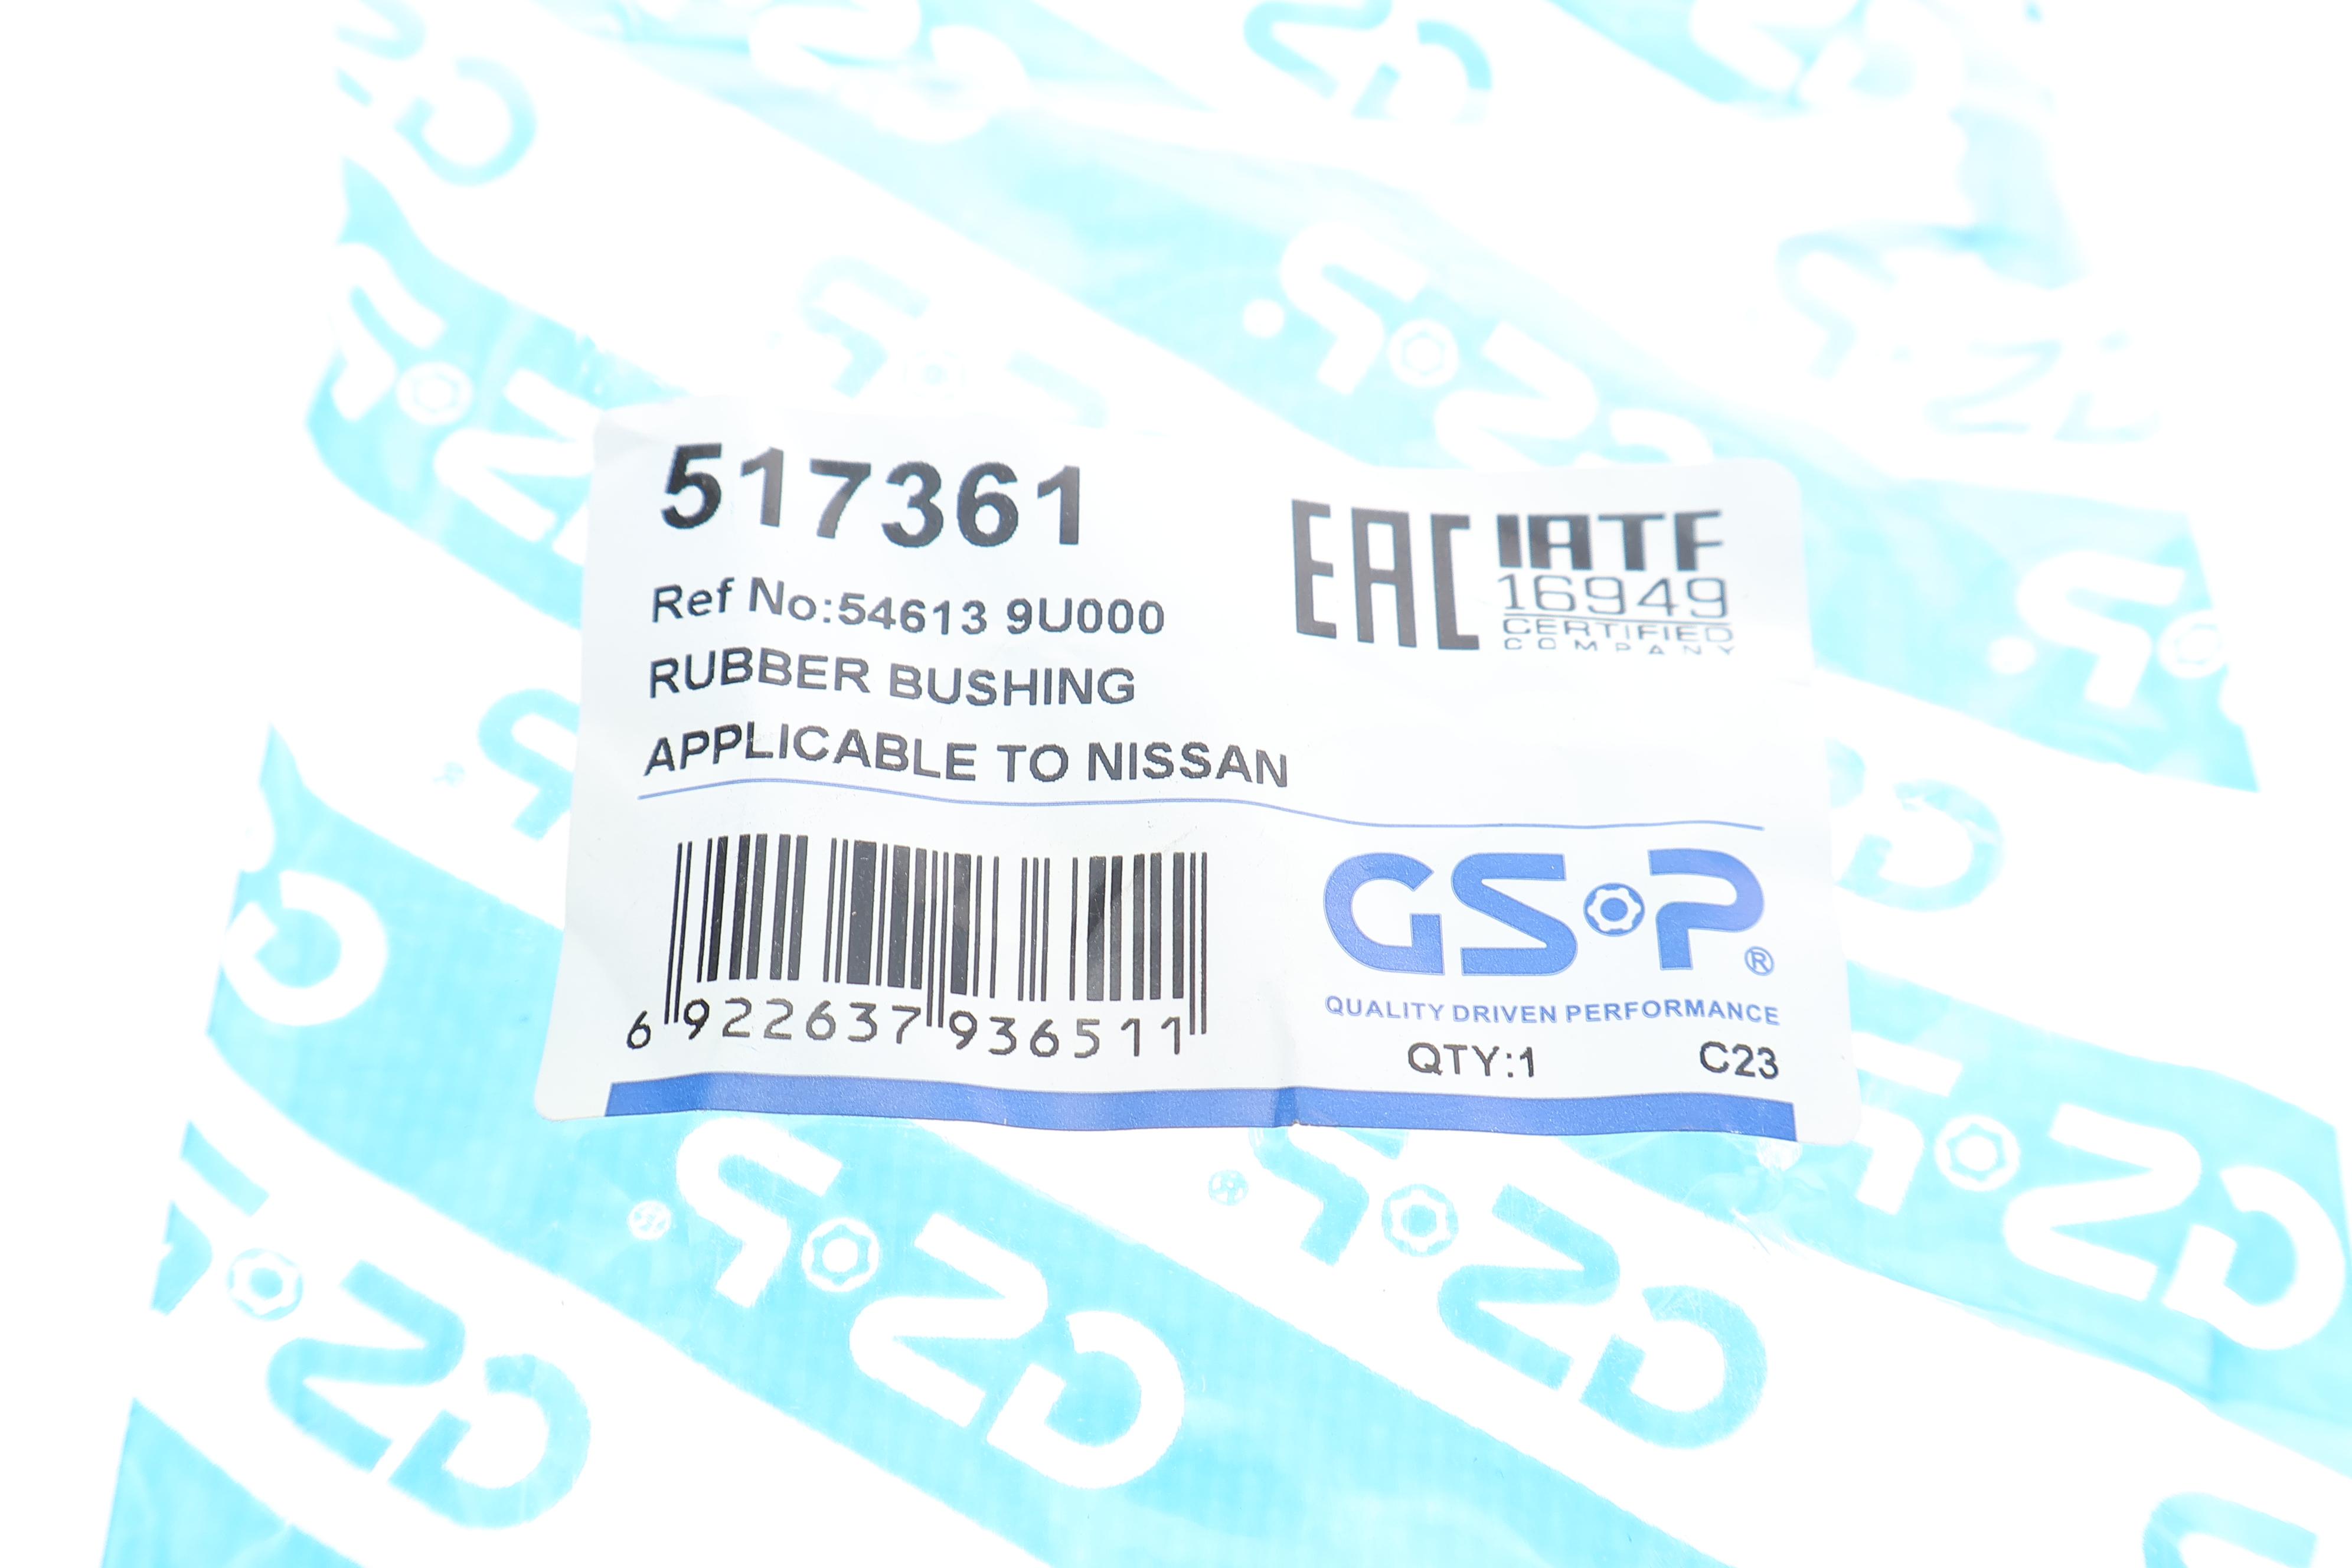 517361
Ref No:54613 9U000
RUBBER BUSHING
APPLICABLE TO NISSAN
EAC
IATF
16949
CERTIFIED
COMPANY
6 922637 936511
GS•P®
QUALITY DRIVEN PERFORMANCE
QTY:1 C23